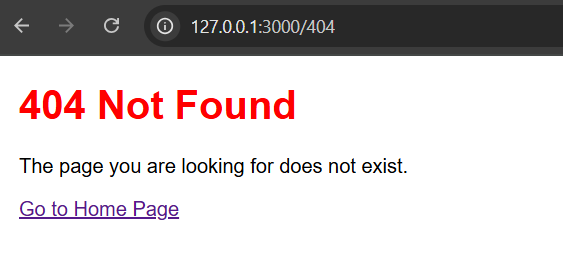 127.0.0.1:3000/404
404 Not Found
The page you are looking for does not exist.
Go to Home Page